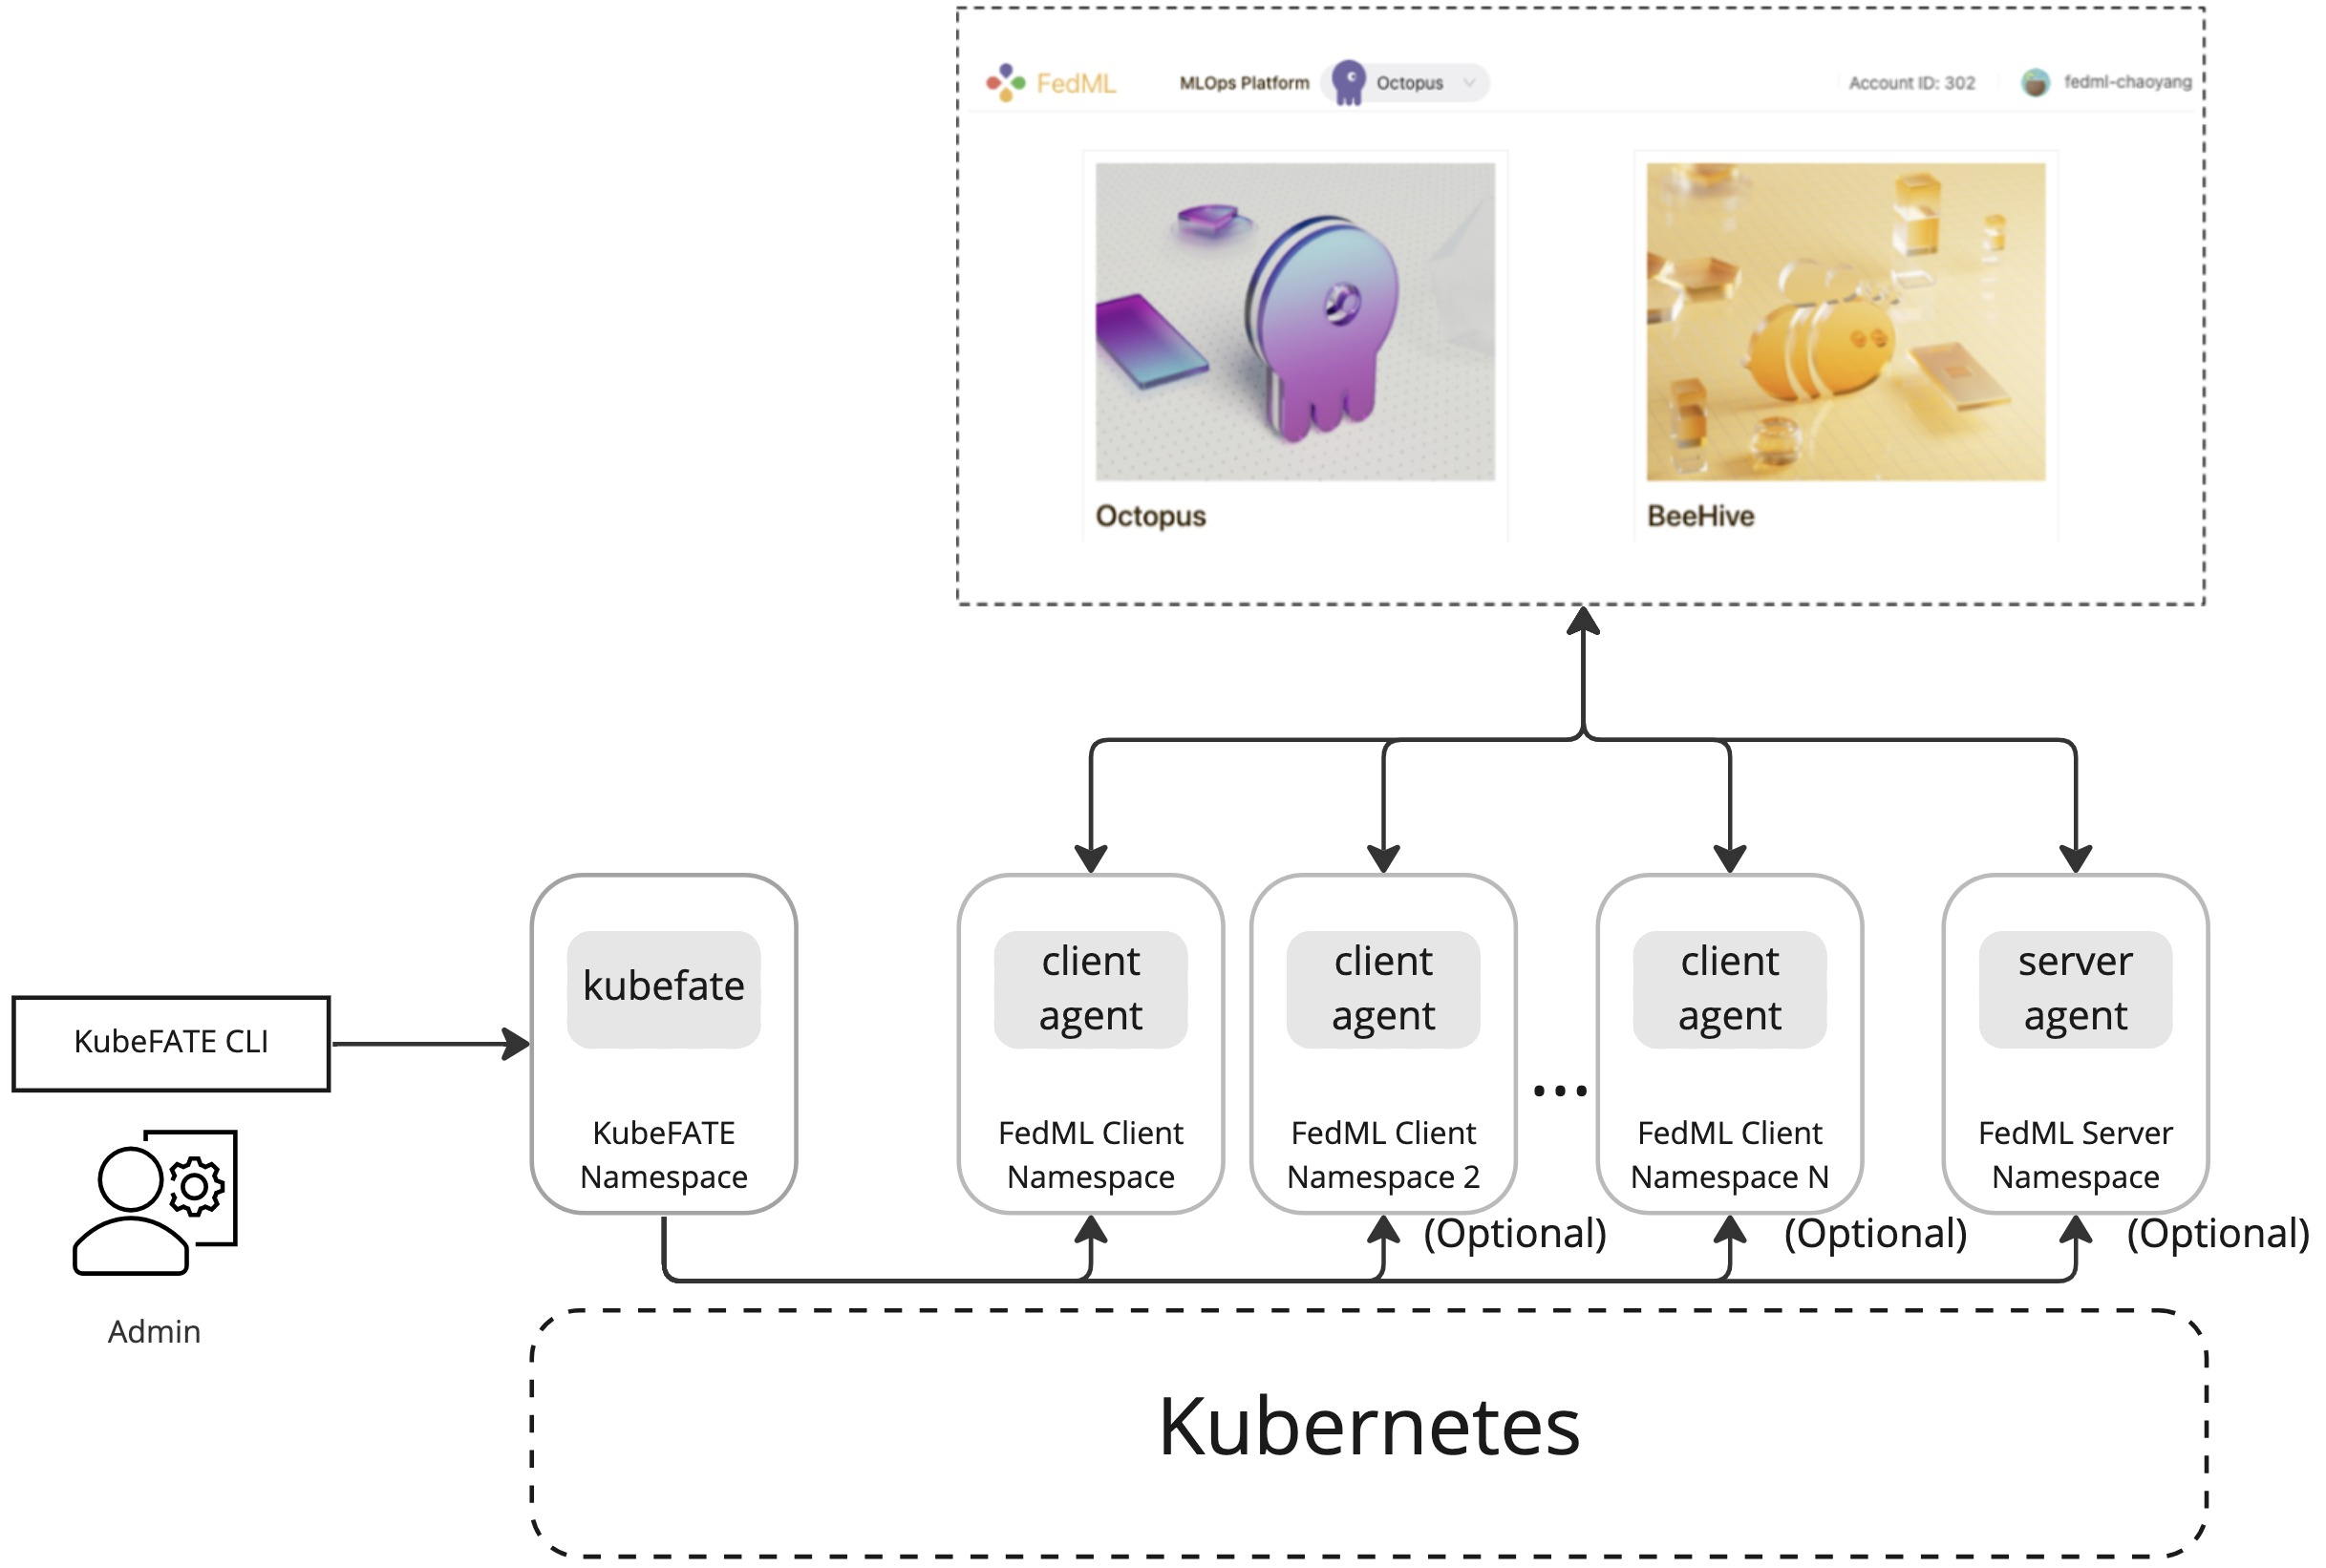 FedML
MLOps Platform
Octopus
Account ID: 302
fedml-chaoyang
Octopus
BeeHive
KubeFATE CLI
Admin
kubefate
KubeFATE
Namespace
client
agent
FedML Client
Namespace
client
agent
FedML Client
Namespace 2
(Optional)
...
client
agent
FedML Client
Namespace N
(Optional)
server
agent
FedML Server
Namespace
(Optional)
Kubernetes